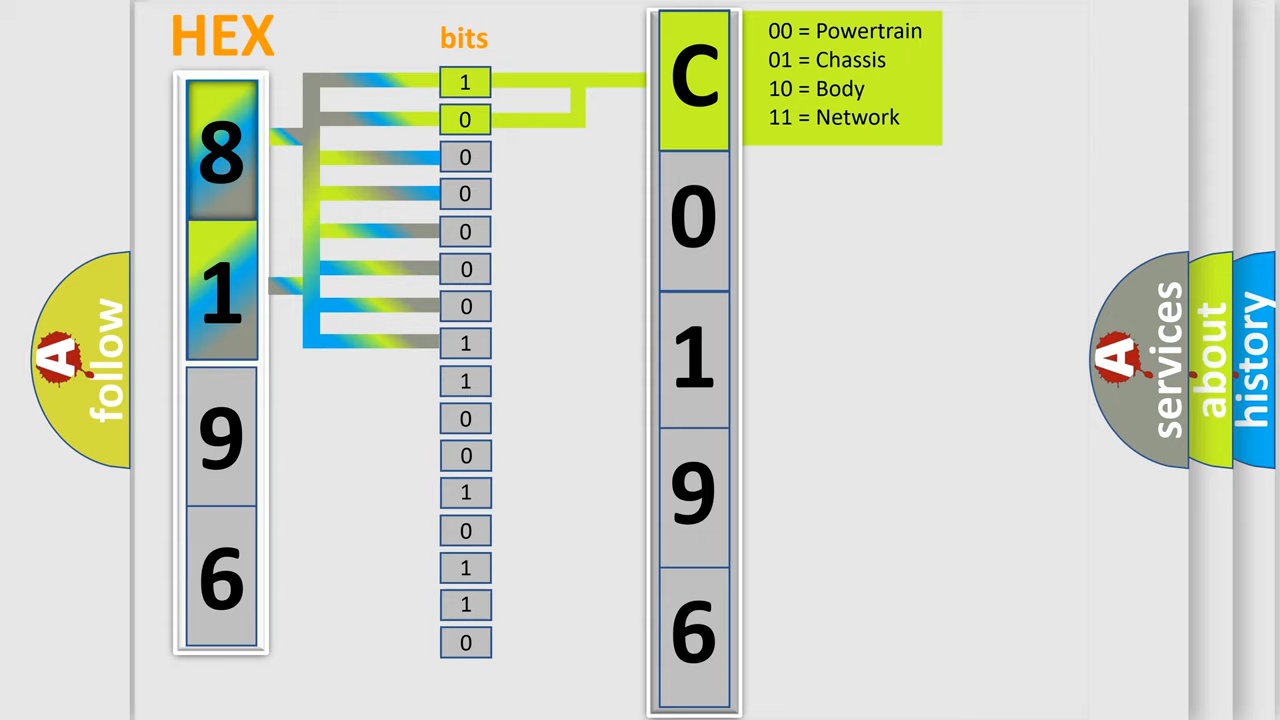 HEX
bits
8
1
9
6
1
0
0
0
0
0
0
1
1
0
0
1
0
1
1
0
C
0
1
9
6
00 = Powertrain
01 = Chassis
10 = Body
11 = Network
A follow
A services
about
history